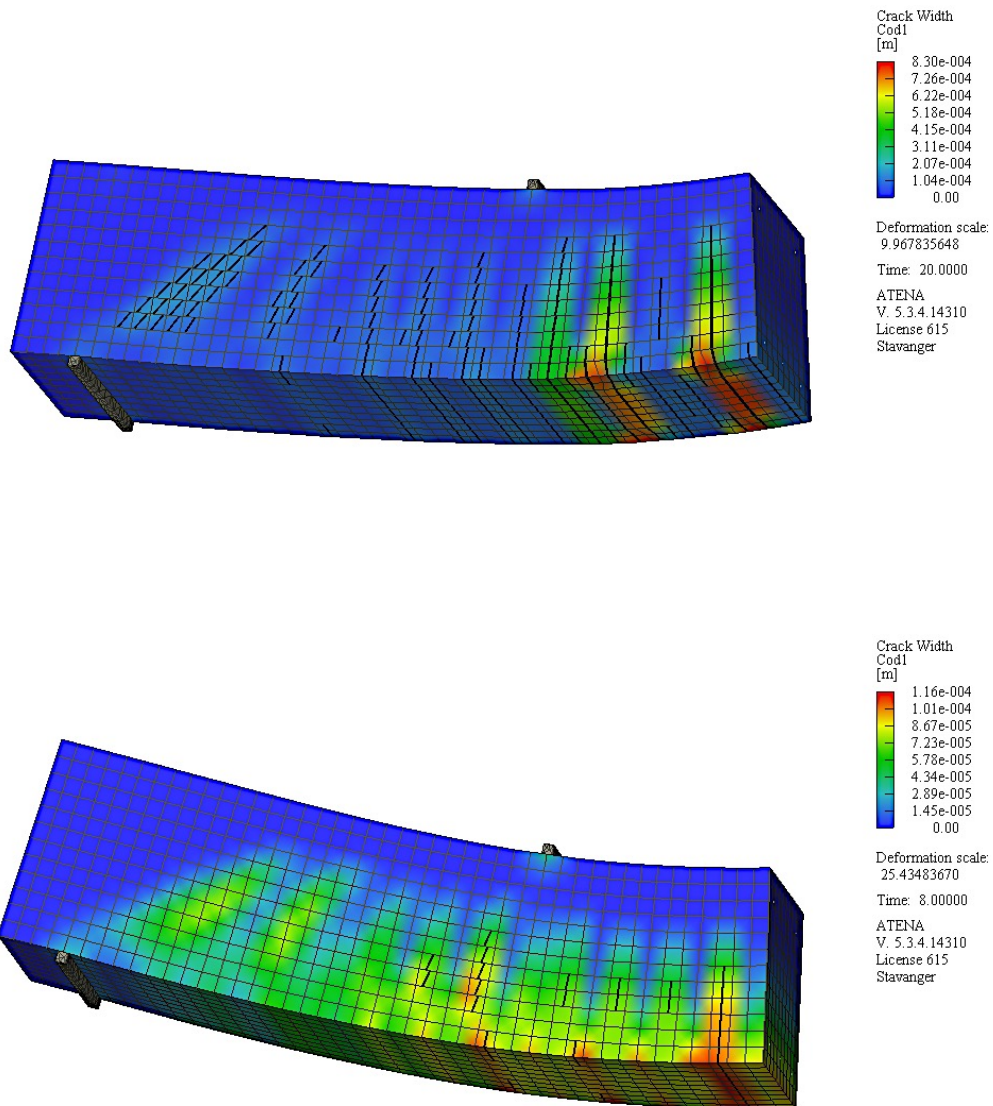 Crack Width
Cod1
[m]
8.30e-004
7.26e-004
6.22e-004
5.18e-004
4.15e-004
3.11e-004
2.07e-004
1.04e-004
0.00
Deformation scale:
9.967835648
Time: 20.0000
ATENA
V. 5.3.4.14310
License 615
Stavanger
Crack Width
Cod1
[m]
1.16e-004
1.01e-004
8.67e-005
7.23e-005
5.78e-005
4.34e-005
2.89e-005
1.45e-005
0.00
Deformation scale:
25.43483670
Time: 8.00000
ATENA
V. 5.3.4.14310
License 615
Stavanger